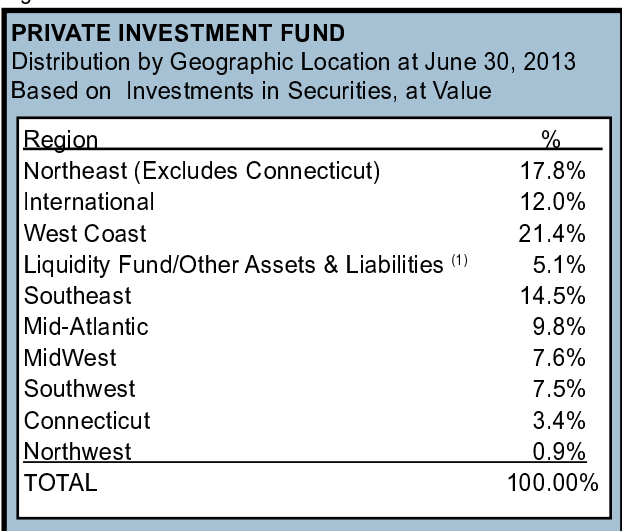 PRIVATE INVESTMENT FUND
Distribution by Geographic Location at June 30, 2013
Based on Investments in Securities, at Value
Region %
Northeast (Excludes Connecticut) 17.8%
International 12.0%
West Coast 21.4%
Liquidity Fund/Other Assets & Liabilities (1) 5.1%
Southeast 14.5%
Mid-Atlantic 9.8%
MidWest 7.6%
Southwest 7.5%
Connecticut 3.4%
Northwest 0.9%
TOTAL 100.00%